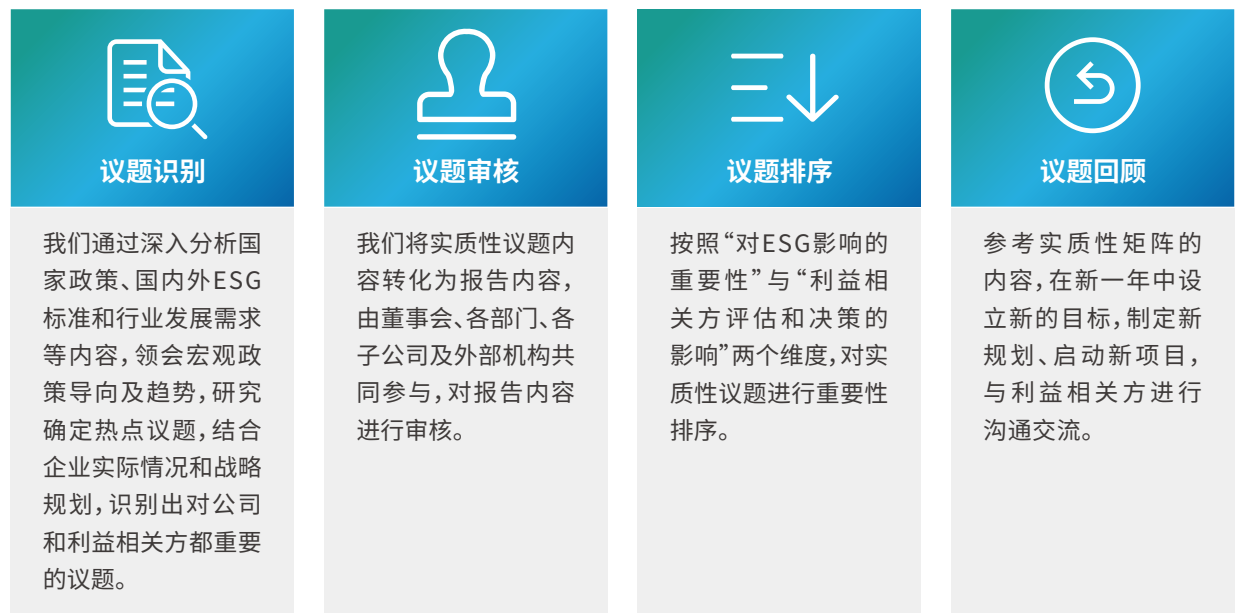 议题识别
我们通过深入分析国
家政策、国内外ESG
标准和行业发展需求
等内容，领会宏观政
策导向及趋势，研究
确定热点议题，结合
企业实际情况和战略
规划，识别出对公司
和利益相关方都重要
的议题。
议题审核
我们将实质性议题内
容转化为报告内容，
由董事会、各部门、各
子公司及外部机构共
同参与，对报告内容
进行审核。
议题排序
按照“对ESG影响的
重要性”与“利益相
关方评估和决策的
影响”两个维度，对实
质性议题进行重要性
排序。
议题回顾
参考实质性矩阵的
内容，在新一年中设
立新的目标，制定新
规划、启动新项目，
与利益相关方进行
沟通交流。